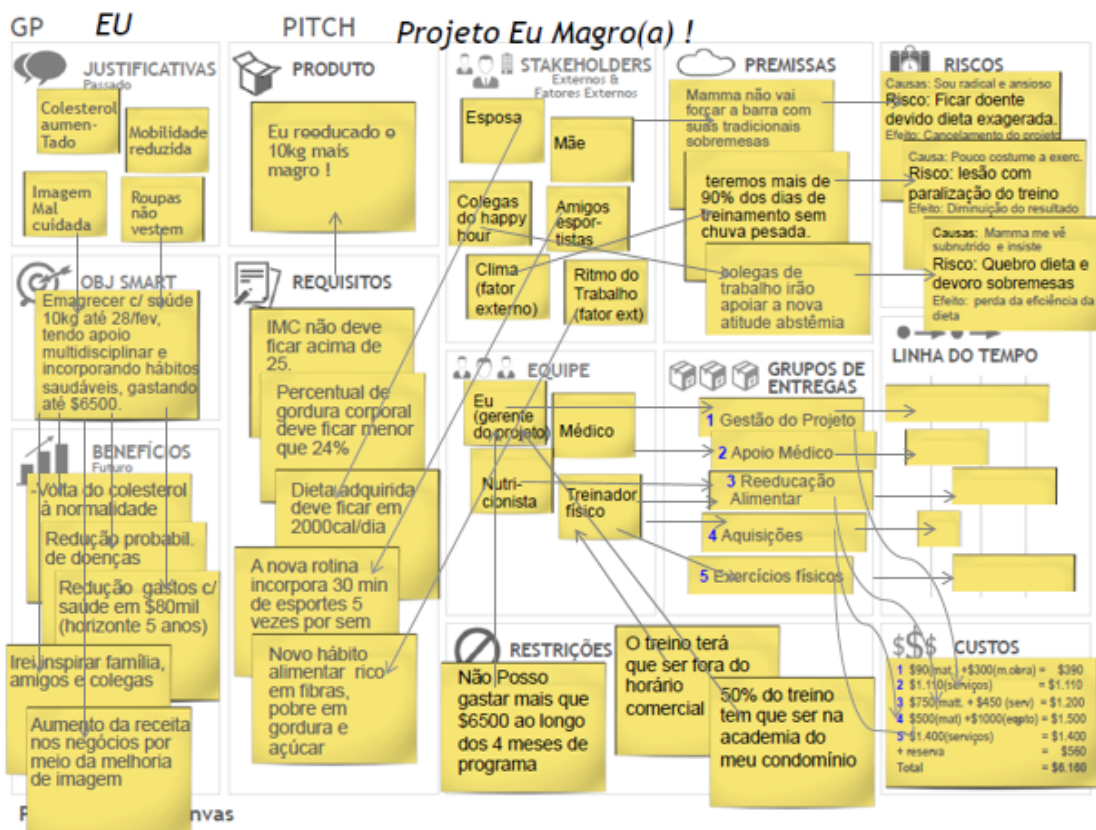 GP
EU
PITCH
Projeto Eu Magro(a) !
JUSTIFICATIVAS
Passado
Colesterol
aumen-
Tado
Mobilidade
reduzida
Imagem
Mal
cuidada
Roupas
não
vestem
OBJ SMART
Emagrecer c/ saúde
10kg até 28/fev,
tendo apoio
multidisciplinar e
incorporando hábitos
saudáveis, gastando
até $6500.
BENEFÍCIOS
Futuro
-Volta do colesterol
á normalidade
Redução probabil.
de doenças
Redução gastos c/
saúde em $80mil
(horizonte 5 anos)
Irei inspirar família,
amigos e colegas
Aumento da receita
nos negócios por
meio da melhoria
de imagem
PRODUTO
Eu reeducado e
10kg mais
magro !
REQUISITOS
IMC não deve
ficar acima de
25.
Percentual de
gordura corporal
deve ficar menor
que 24%
Dieta adquirida
deve ficar em
2000cal/dia
A nova rotina
incorpora 30 min
de esportes 5
vezes por sem
Novo hábito
alimentar rico
em fibras,
pobre em
gordura e
açúcar
STAKEHOLDERS
Externos &
Fatores Externos
Esposa
Mãe
Colegas
do happy
hour
Amigos
espor-
tistas
Clima
(fator
externo)
Ritmo do
Trabalho
(fator ext)
EQUIPE
Eu
(gerente
do projeto)
Médico
Nutri-
cionista
Treinador
físico
PREMISSAS
Mamma não vai
forçar a barra com
suas tradicionais
sobremesas
teremos mais de
90% dos dias de
treinamento sem
chuva pesada.
colegas de
trabalho irão
apoiar a nova
atitude abstêmia
GRUPOS DE
ENTREGAS
1 Gestão do Projeto
2 Apoio Médico
3 Reeducação
Alimentar
4 Aquisições
5 Exercícios físicos
RISCOS
Causas: Sou radical e ansioso
Risco: Ficar doente
devido dieta exagerada.
Efeito: Cancelamento do projeto
Causa: Pouco costume a exerc.
Risco: lesão com
paralização do treino
Efeito: Diminuição do resultado
Causas: Mamma me vê
subnutrido e insiste
Risco: Quebro dieta e
devoro sobremesas
Efeito: perda da eficiência da
dieta
LINHA DO TEMPO
RESTRIÇÕES
Não Posso
gastar mais que
$6500 ao longo
dos 4 meses de
programa
O treino terá
que ser fora do
horário
comercial
50% do treino
tem que ser na
academia do
meu condomínio
$$$ CUSTOS
1 $90(mat.) +$300(m.obra) = $390
2 $1.110(serviços) = $1.110
3 $750(matt. + $450 (serv) = $1.200
4 $500(mat) +$1000(eqpto) = $1.500
5 $1.400(serviços) = $1.400
+ reserva = $560
Total = $6.160
nvas